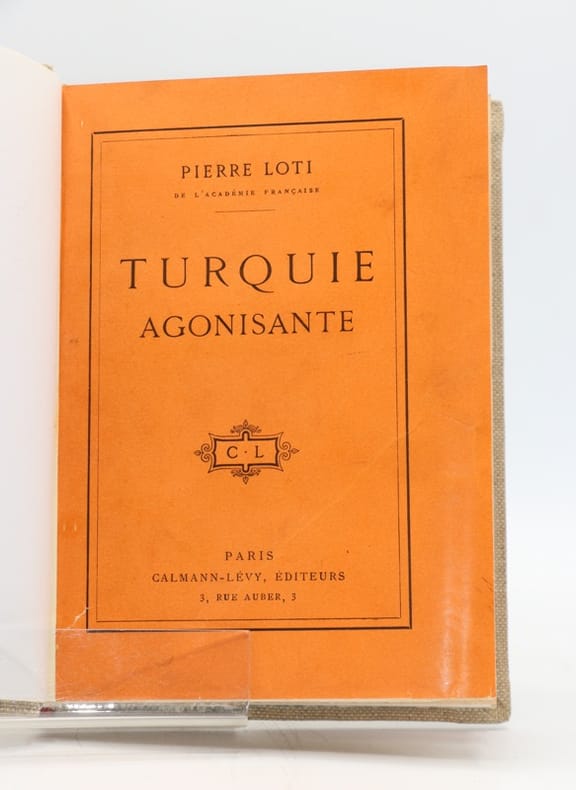 PIERRE LOTI
DE L'ACADÉMIE FRANÇAISE
TURQUIE
AGONISANTE
C · L
PARIS
CALMANN-LÉVY, ÉDITEURS
3, RUE AUBER, 3